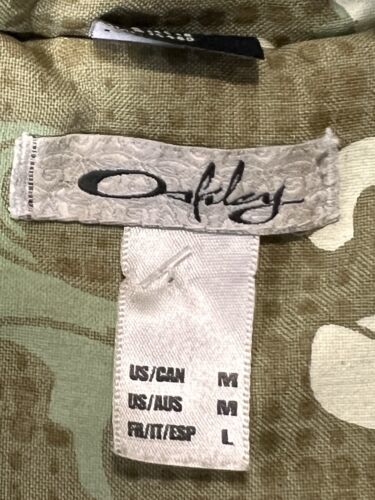 Oakley
US/CAN M
US/AUS M
FR/IT/ESP L